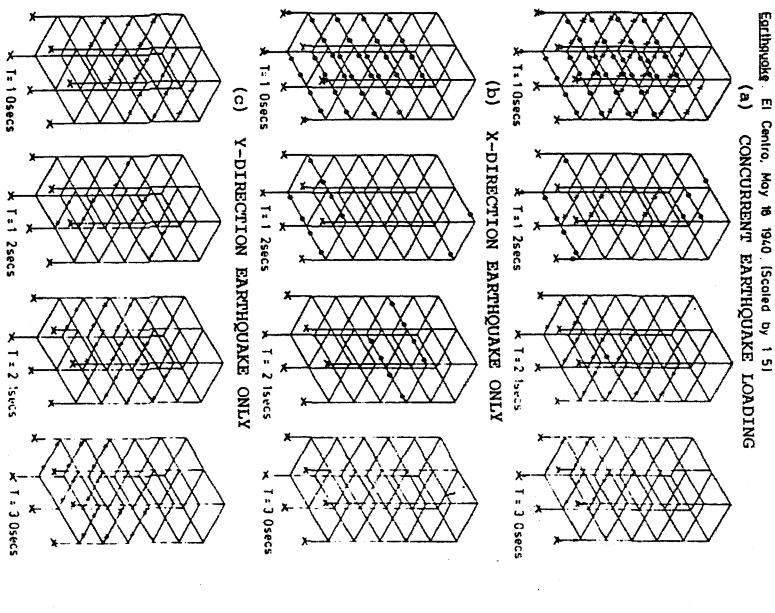 Earthquake. El Centro, May 18 1940. (Scaled by 1 5)
(a) CONCURRENT EARTHQUAKE LOADING
T= 1 0secs
T= 1 2secs
T= 2 1secs
T= 3 0secs
(b) X-DIRECTION EARTHQUAKE ONLY
T= 1 0secs
T= 1 2secs
T= 2 1secs
T= 3 0secs
(c) Y-DIRECTION EARTHQUAKE ONLY
T= 1 0secs
T= 1 2secs
T= 2 1secs
T= 3 0secs